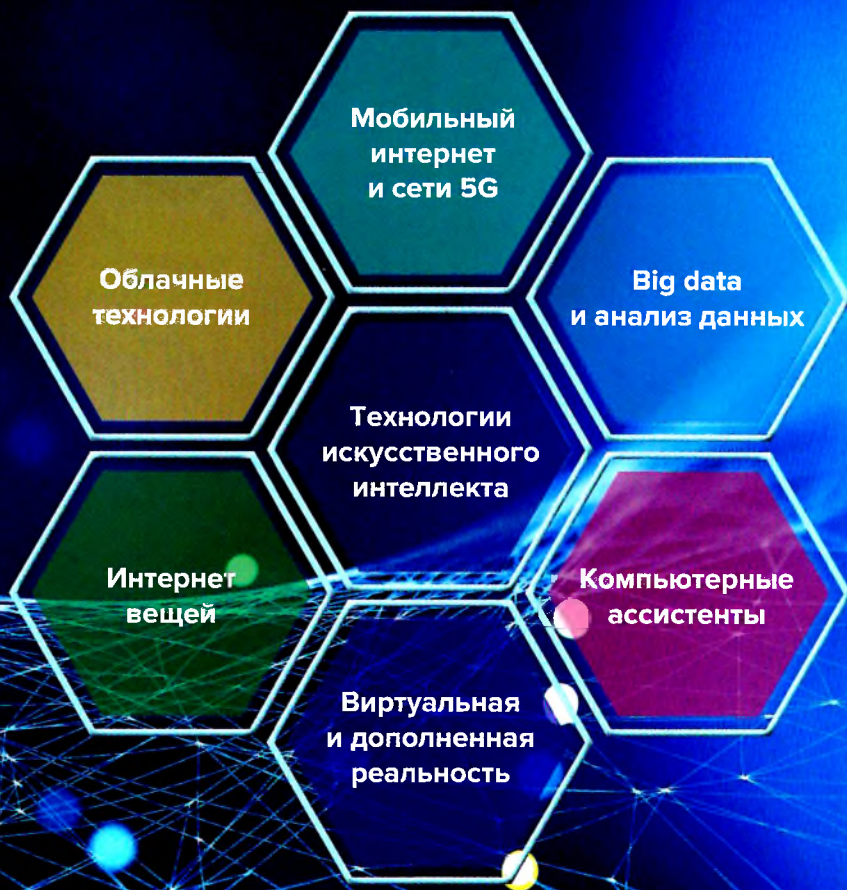 Мобильный
интернет
и сети 5G
Облачные
технологии
Big data
и анализ данных
Технологии
искусственного
интеллекта
Интернет
вещей
Компьютерные
ассистенты
Виртуальная
и дополненная
реальность